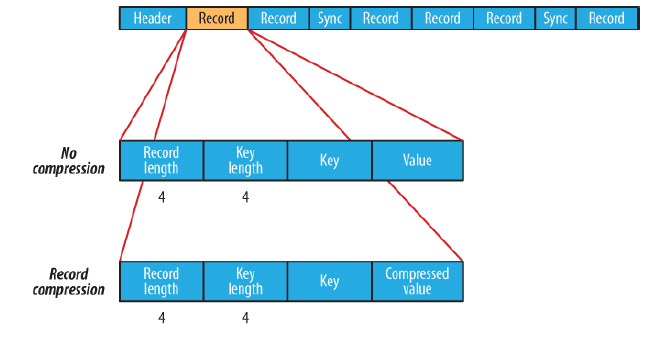 Header Record Record Sync Record Record Record Sync Record
No
compression
Record
length
Key
length
Key
Value
4 4
Record
compression
Record
length
Key
length
Key
Compressed
value
4 4